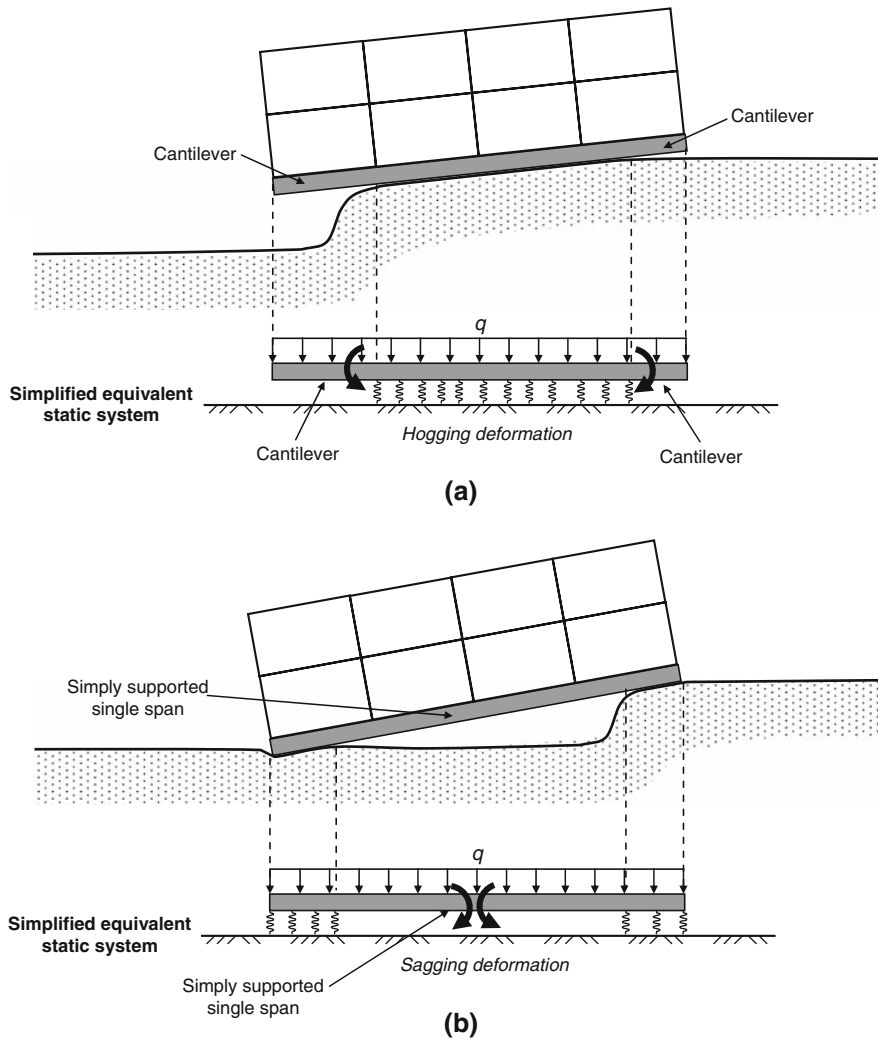 Cantilever
Cantilever
q
Simplified equivalent
static system
Cantilever
Hogging deformation
Cantilever
(a)
Simply supported
single span
q
Simplified equivalent
static system
Sagging deformation
Simply supported
single span
(b)